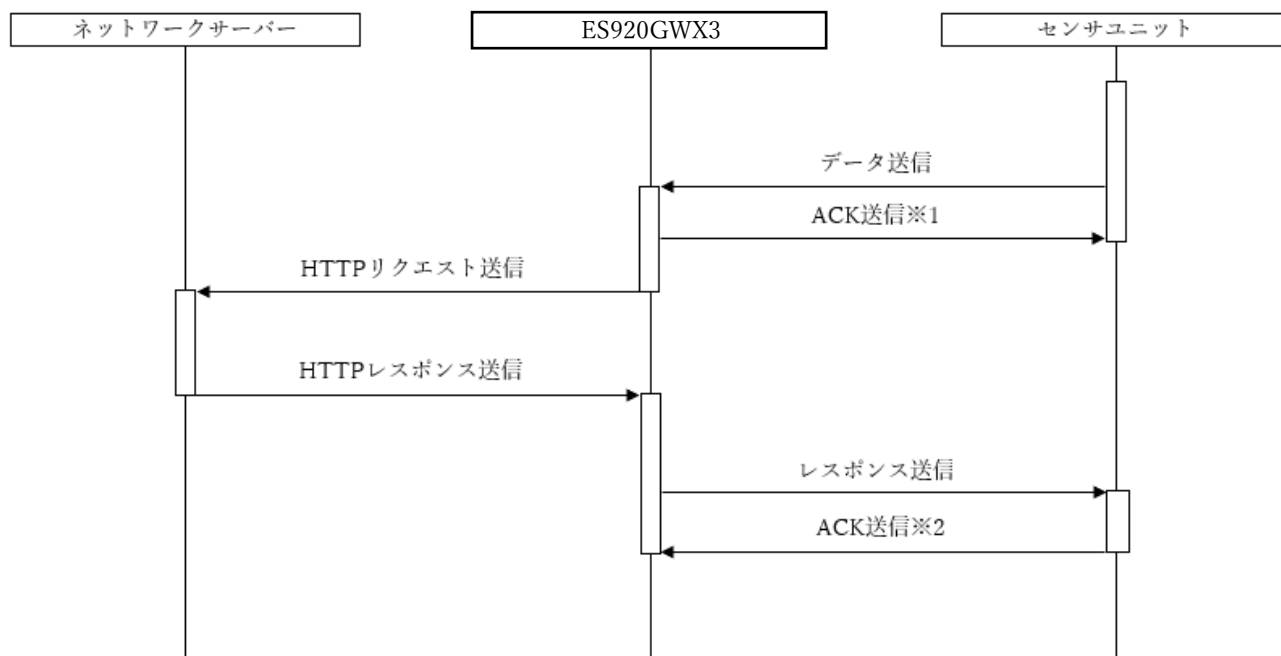 ネットワークサーバー
ES920GWX3
センサユニット
データ送信
ACK送信※1
HTTPリクエスト送信
HTTPレスポンス送信
レスポンス送信
ACK送信※2